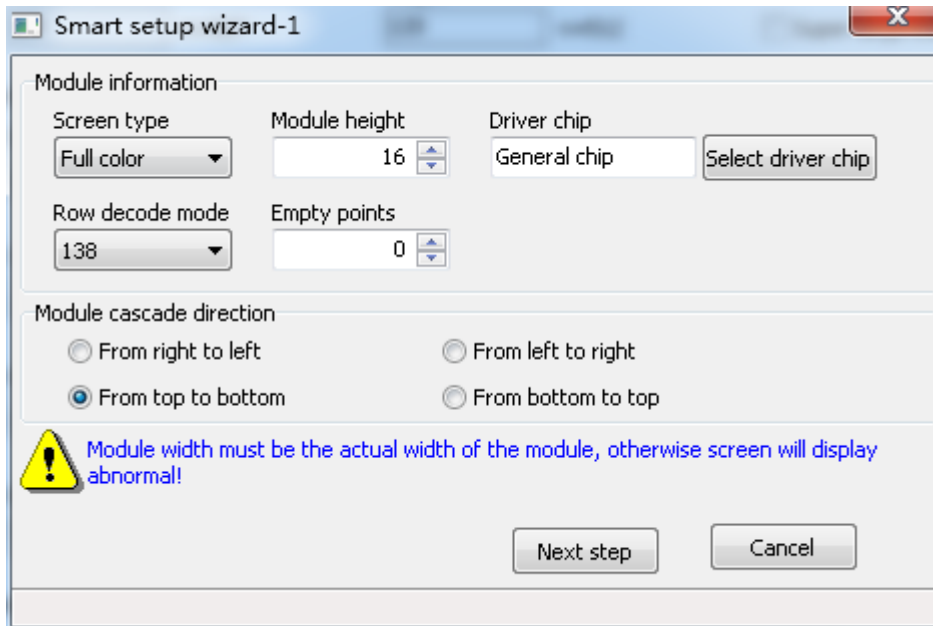 Smart setup wizard-1
Module information
Screen type
Module height
Driver chip
Full color
16
General chip
Select driver chip
Row decode mode
Empty points
138
0
Module cascade direction
From right to left
From left to right
From top to bottom
From bottom to top
Module width must be the actual width of the module, otherwise screen will display
abnormal!
Next step
Cancel